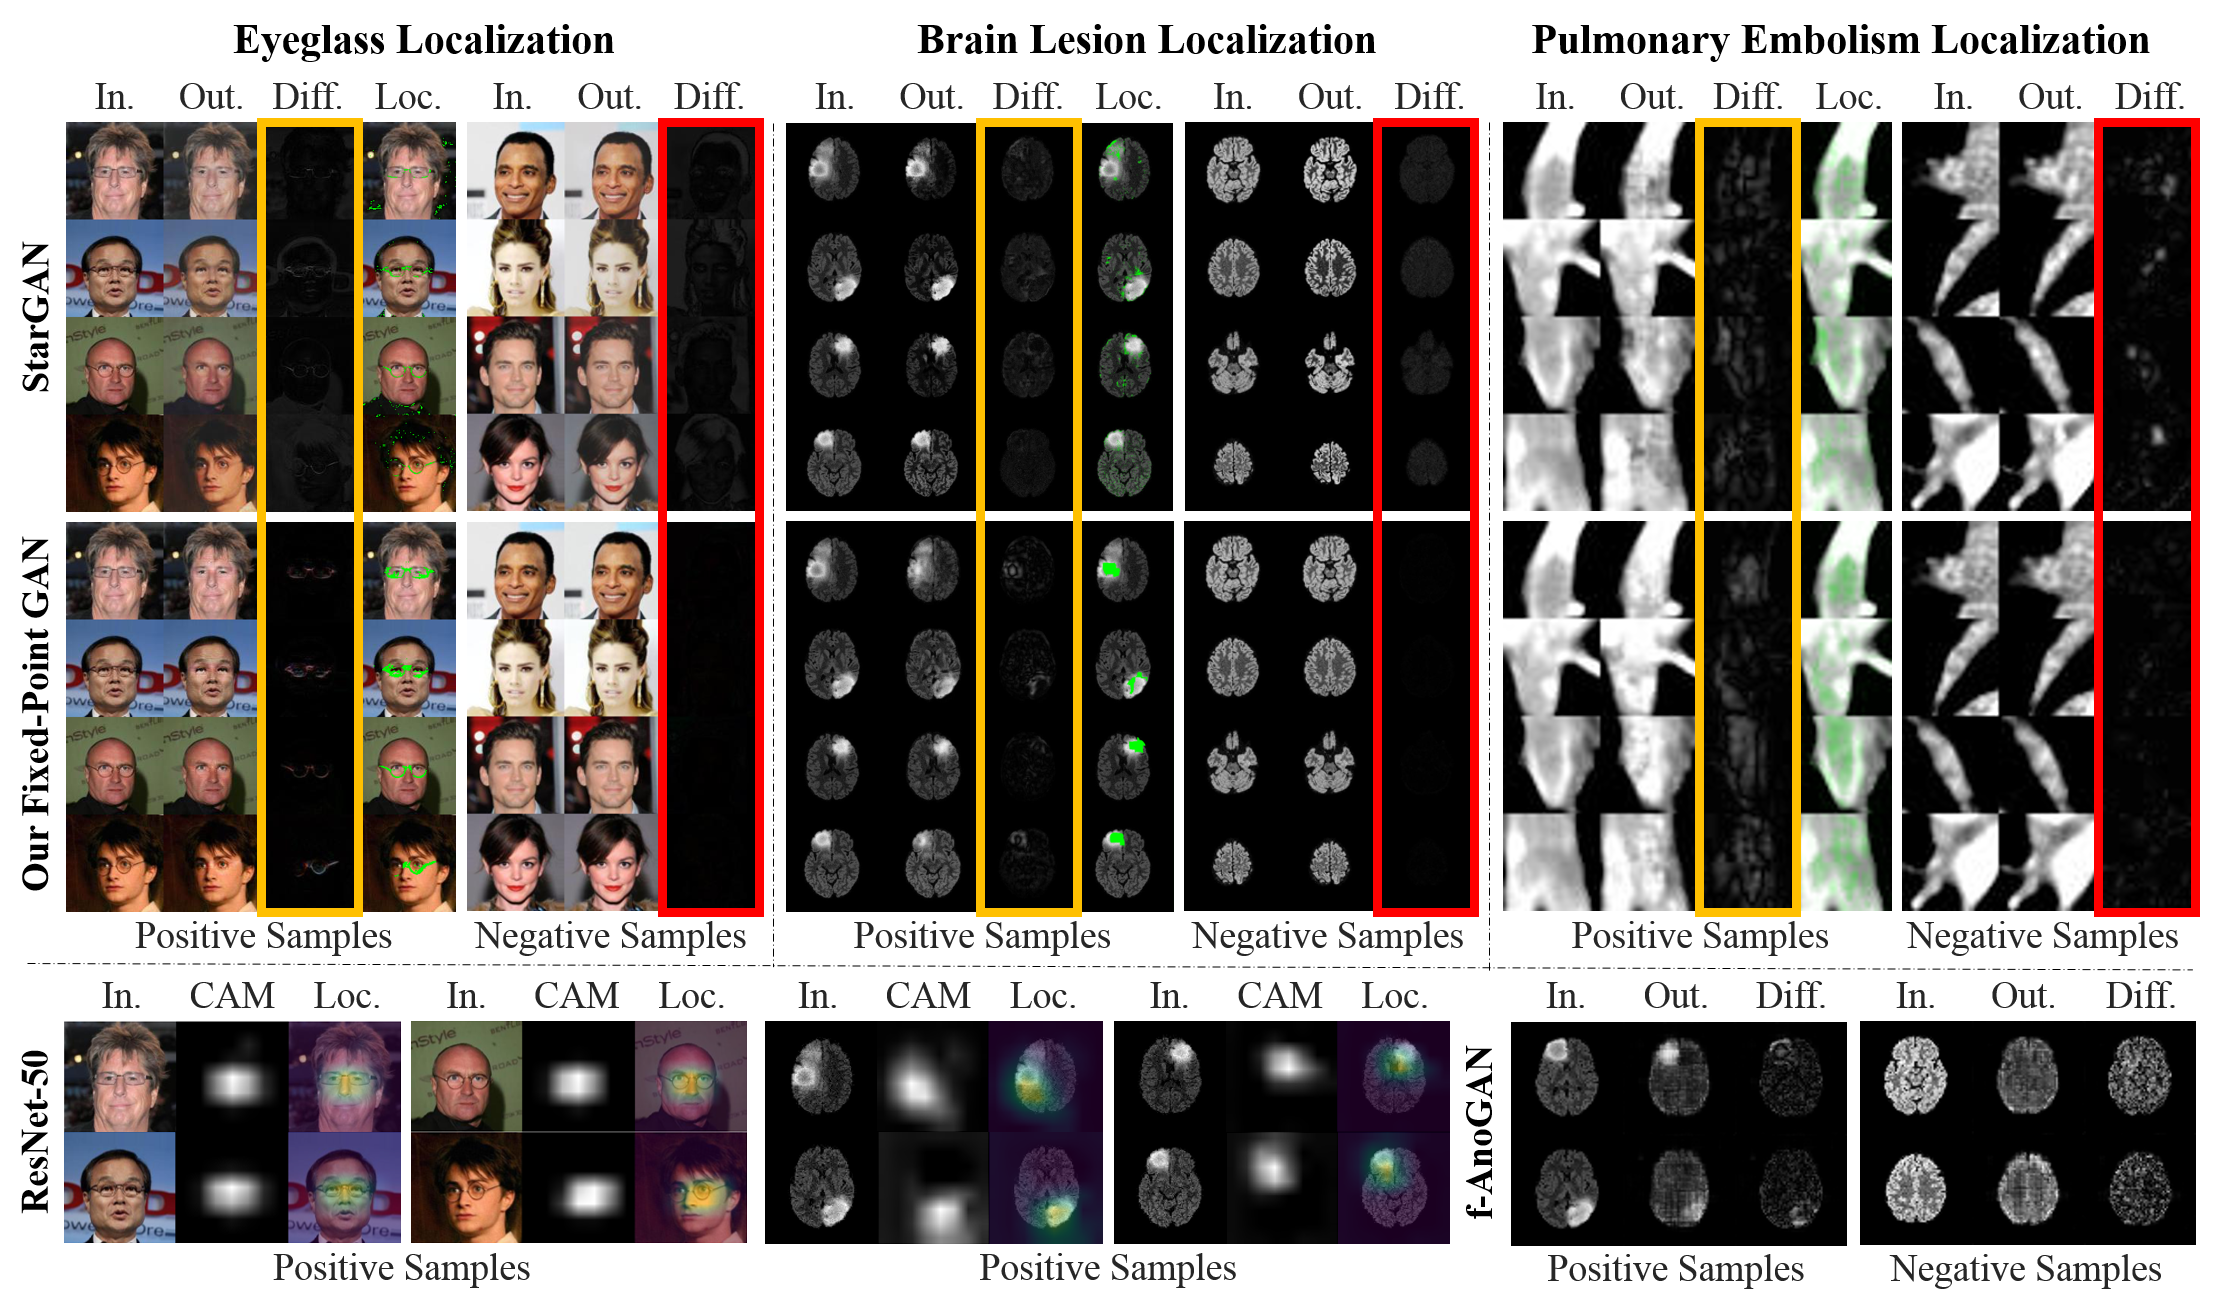 Eyeglass Localization Brain Lesion Localization Pulmonary Embolism Localization
In. Out. Diff. Loc. In. Out. Diff. In. Out. Diff. Loc. In. Out. Diff. In. Out. Diff. Loc. In. Out. Diff.
StarGAN
Our Fixed-Point GAN
Positive Samples Negative Samples Positive Samples Negative Samples Positive Samples Negative Samples
In. CAM Loc. In. CAM Loc. In. CAM Loc. In. CAM Loc. In. Out. Diff. In. Out. Diff.
ResNet-50
f-AnoGAN
Positive Samples Positive Samples Positive Samples Negative Samples